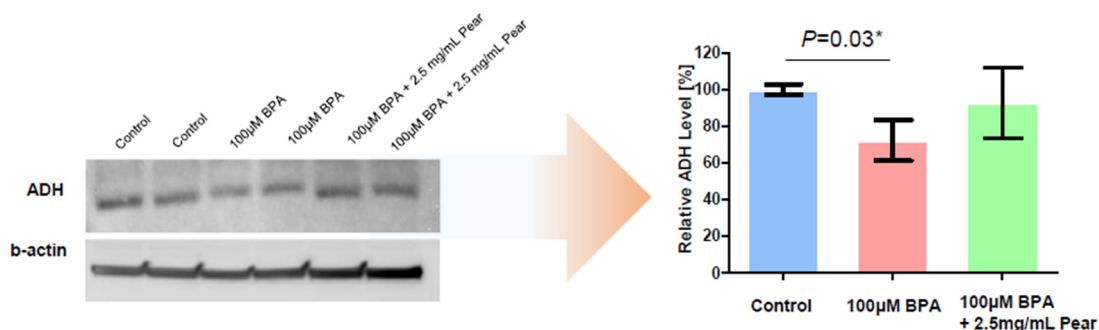 Control
Control
100µM BPA
100µM BPA
100µM BPA + 2.5 mg/mL Pear
100µM BPA + 2.5 mg/mL Pear
ADH
b-actin
P=0.03*
Relative ADH Level [%]
120
100
80
60
40
20
0
Control
100µM BPA
100µM BPA
+ 2.5mg/mL Pear